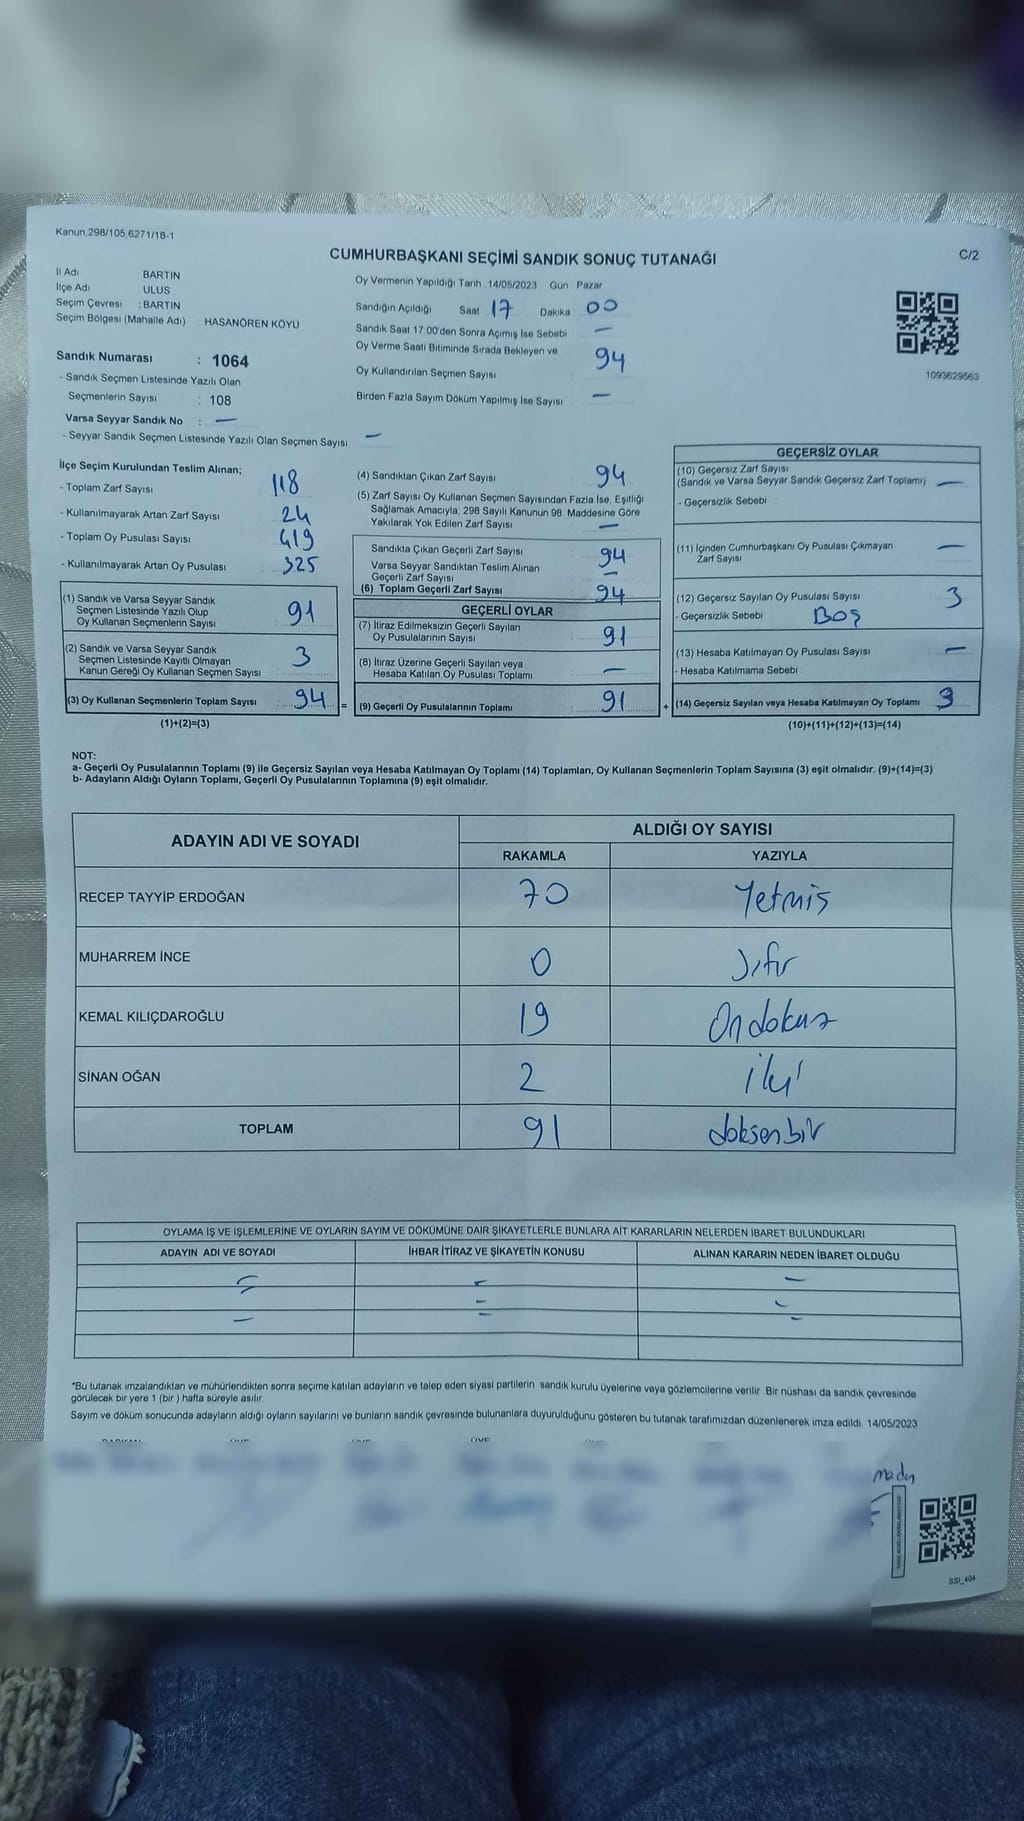 Kanun.298/105,6271/18-1
CUMHURBAŞKANI SEÇİMİ SANDIK SONUÇ TUTANAĞI
C/2
İl Adı BARTIN
İlçe Adı ULUS
Seçim Çevresi : BARTIN
Seçim Bölgesi (Mahalle Adı) : HASANÖREN KÖYÜ
Oy Vermenin Yapıldığı Tarih : 14/05/2023 Gün Pazar
Sandığın Açıldığı Saat 17 Dakika 00
Sandık Saat 17:00'den Sonra Açımış İse Sebebi —
Oy Verme Saati Bitiminde Sırada Bekleyen ve
Oy Kullandırılan Seçmen Sayısı 94
Birden Fazla Sayım Döküm Yapılmış İse Sayısı —
1093629563
Sandık Numarası : 1064
- Sandık Seçmen Listesinde Yazılı Olan
Seçmenlerin Sayısı : 108
Varsa Seyyar Sandık No : —
- Seyyar Sandık Seçmen Listesinde Yazılı Olan Seçmen Sayısı —
İlçe Seçim Kurulundan Teslim Alınan;
- Toplam Zarf Sayısı 118
- Kullanılmayarak Artan Zarf Sayısı 24
- Toplam Oy Pusulası Sayısı 419
- Kullanılmayarak Artan Oy Pusulası 325
(1) Sandık ve Varsa Seyyar Sandık
Seçmen Listesinde Yazılı Olup
Oy Kullanan Seçmenlerin Sayısı 91
(2) Sandık ve Varsa Seyyar Sandık
Seçmen Listesinde Kayıtlı Olmayan
Kanun Gereği Oy Kullanan Seçmen Sayısı 3
(3) Oy Kullanan Seçmenlerin Toplam Sayısı 94 =
(1)+(2)=(3)
(4) Sandıktan Çıkan Zarf Sayısı 94
(5) Zarf Sayısı Oy Kullanan Seçmen Sayısından Fazla İse, Eşitliği
Sağlamak Amacıyla, 298 Sayılı Kanunun 98. Maddesine Göre
Yakılarak Yok Edilen Zarf Sayısı —
Sandıkta Çıkan Geçerli Zarf Sayısı 94
Varsa Seyyar Sandıktan Teslim Alınan
Geçerli Zarf Sayısı —
(6) Toplam Geçerli Zarf Sayısı 94
GEÇERLİ OYLAR
(7) İtiraz Edilmeksizin Geçerli Sayılan
Oy Pusulalarının Sayısı 91
(8) İtiraz Üzerine Geçerli Sayılan veya
Hesaba Katılan Oy Pusulası Toplamı —
(9) Geçerli Oy Pusulalarının Toplamı 91 +
GEÇERSİZ OYLAR
(10) Geçersiz Zarf Sayısı
(Sandık ve Varsa Seyyar Sandık Geçersiz Zarf Toplamı) —
- Geçersizlik Sebebi :
(11) İçinden Cumhurbaşkanı Oy Pusulası Çıkmayan
Zarf Sayısı —
(12) Geçersiz Sayılan Oy Pusulası Sayısı 3
- Geçersizlik Sebebi Boş
(13) Hesaba Katılmayan Oy Pusulası Sayısı —
- Hesaba Katılmama Sebebi
(14) Geçersiz Sayılan veya Hesaba Katılmayan Oy Toplamı 3
(10)+(11)+(12)+(13)=(14)
NOT:
a- Geçerli Oy Pusulalarının Toplamı (9) ile Geçersiz Sayılan veya Hesaba Katılmayan Oy Toplamı (14) Toplamları, Oy Kullanan Seçmenlerin Toplam Sayısına (3) eşit olmalıdır. (9)+(14)=(3)
b- Adayların Aldığı Oyların Toplamı, Geçerli Oy Pusulalarının Toplamına (9) eşit olmalıdır.
ADAYIN ADI VE SOYADI
ALDIĞI OY SAYISI
RAKAMLA YAZIYLA
RECEP TAYYİP ERDOĞAN 70 Yetmiş
MUHARREM İNCE 0 Sıfır
KEMAL KILIÇDAROĞLU 19 Ondokuz
SİNAN OĞAN 2 iki
TOPLAM 91 doksenbir
OYLAMA İŞ VE İŞLEMLERİNE VE OYLARIN SAYIM VE DÖKÜMÜNE DAİR ŞİKAYETLERLE BUNLARA AİT KARARLARIN NELERDEN İBARET BULUNDUKLARI
ADAYIN ADI VE SOYADI İHBAR İTİRAZ VE ŞİKAYETİN KONUSU ALINAN KARARIN NEDEN İBARET OLDUĞU
*Bu tutanak imzalandıktan ve mühürlendikten sonra seçime katılan adayların ve talep eden siyasi partilerin sandık kurulu üyelerine veya gözlemcilerine verilir. Bir nüshası da sandık çevresinde
görülecek bir yere 1 (bir ) hafta süreyle asılır.
Sayım ve döküm sonucunda adayların aldığı oyların sayılarını ve bunların sandık çevresinde bulunanlara duyurulduğunu gösteren bu tutanak tarafımızdan düzenlenerek imza edildi. 14/05/2023
SSI_404